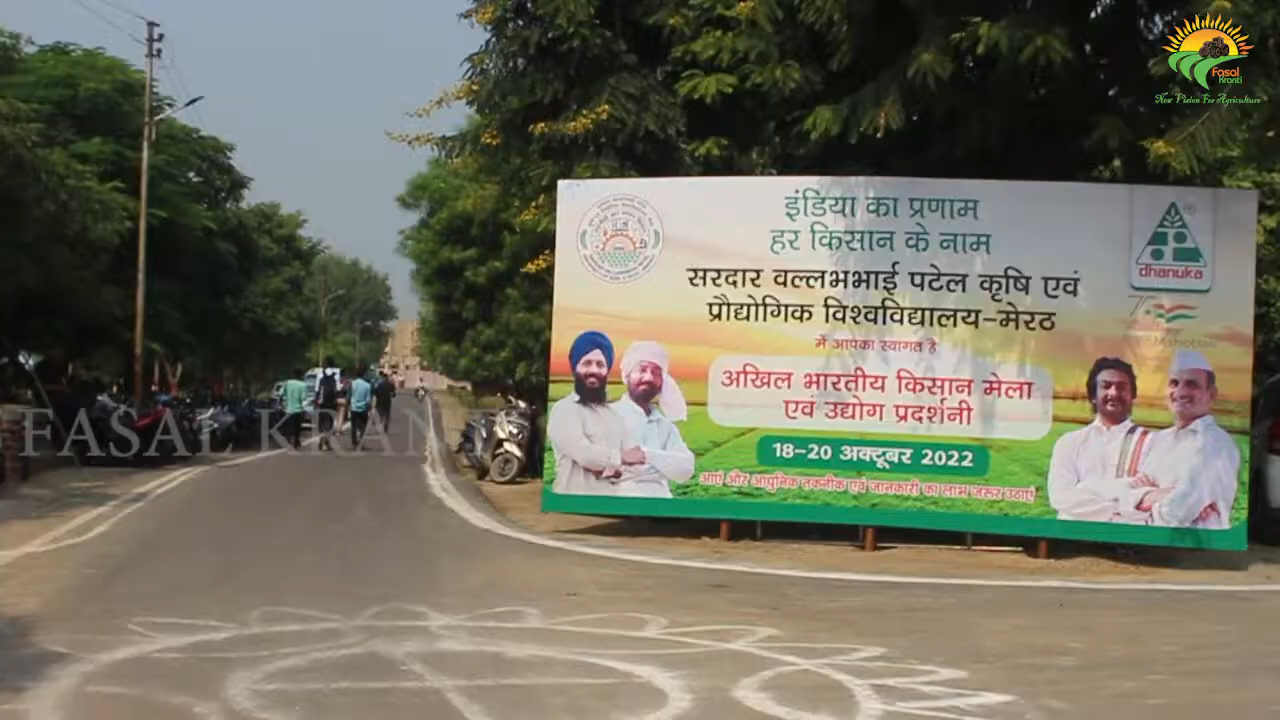 Fasal
Kranti
New Vision For Agriculture
इंडिया का प्रणाम
हर किसान के नाम
dhanuka
सरदार वल्लभभाई पटेल कृषि एवं
प्रौद्योगिक विश्वविद्यालय-मेरठ
में आपका स्वागत है
अखिल भारतीय किसान मेला
एवं उद्योग प्रदर्शनी
18-20 अक्टूबर 2022
आएं और आधुनिक तकनीक एवं जानकारी का लाभ जरूर उठाएं
FASAL KRAN